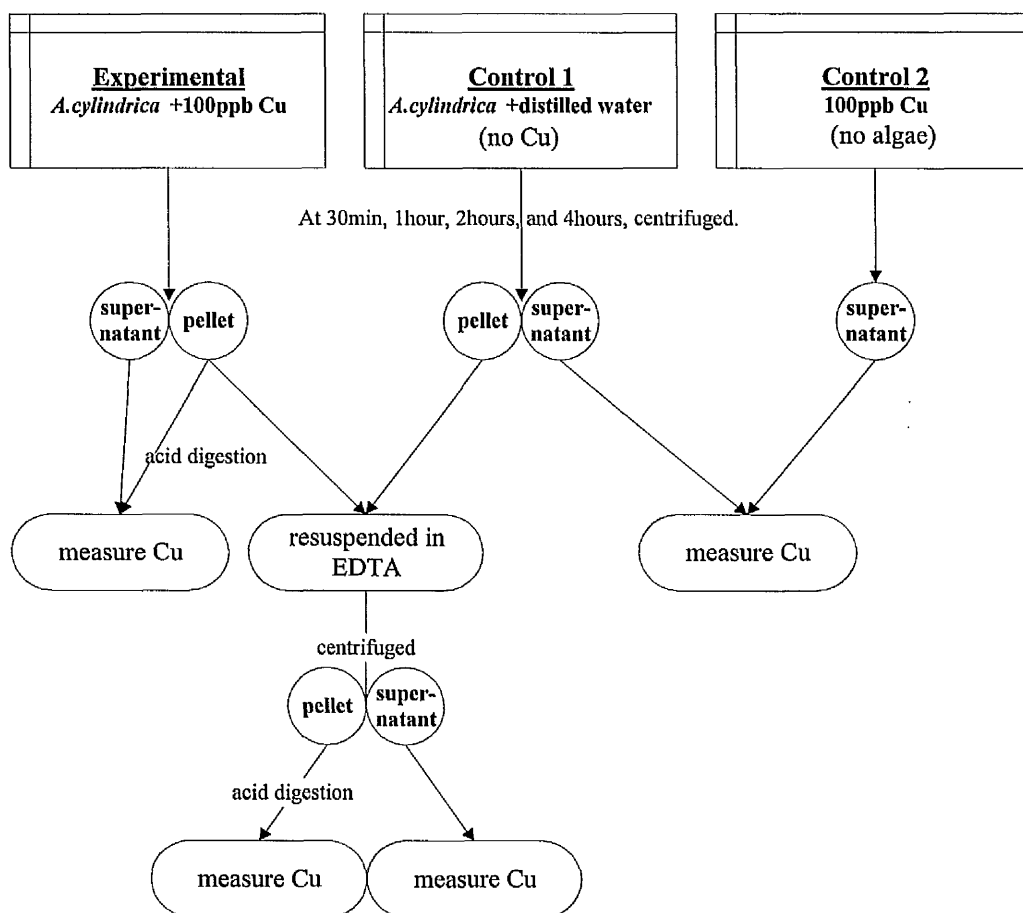 Experimental
A.cylindrica +100ppb Cu
Control 1
A.cylindrica +distilled water
(no Cu)
Control 2
100ppb Cu
(no algae)
At 30min, 1hour, 2hours, and 4hours, centrifuged.
super-
natant
pellet
pellet
super-
natant
super-
natant
acid digestion
measure Cu
resuspended in
EDTA
measure Cu
centrifuged
pellet
super-
natant
acid digestion
measure Cu
measure Cu